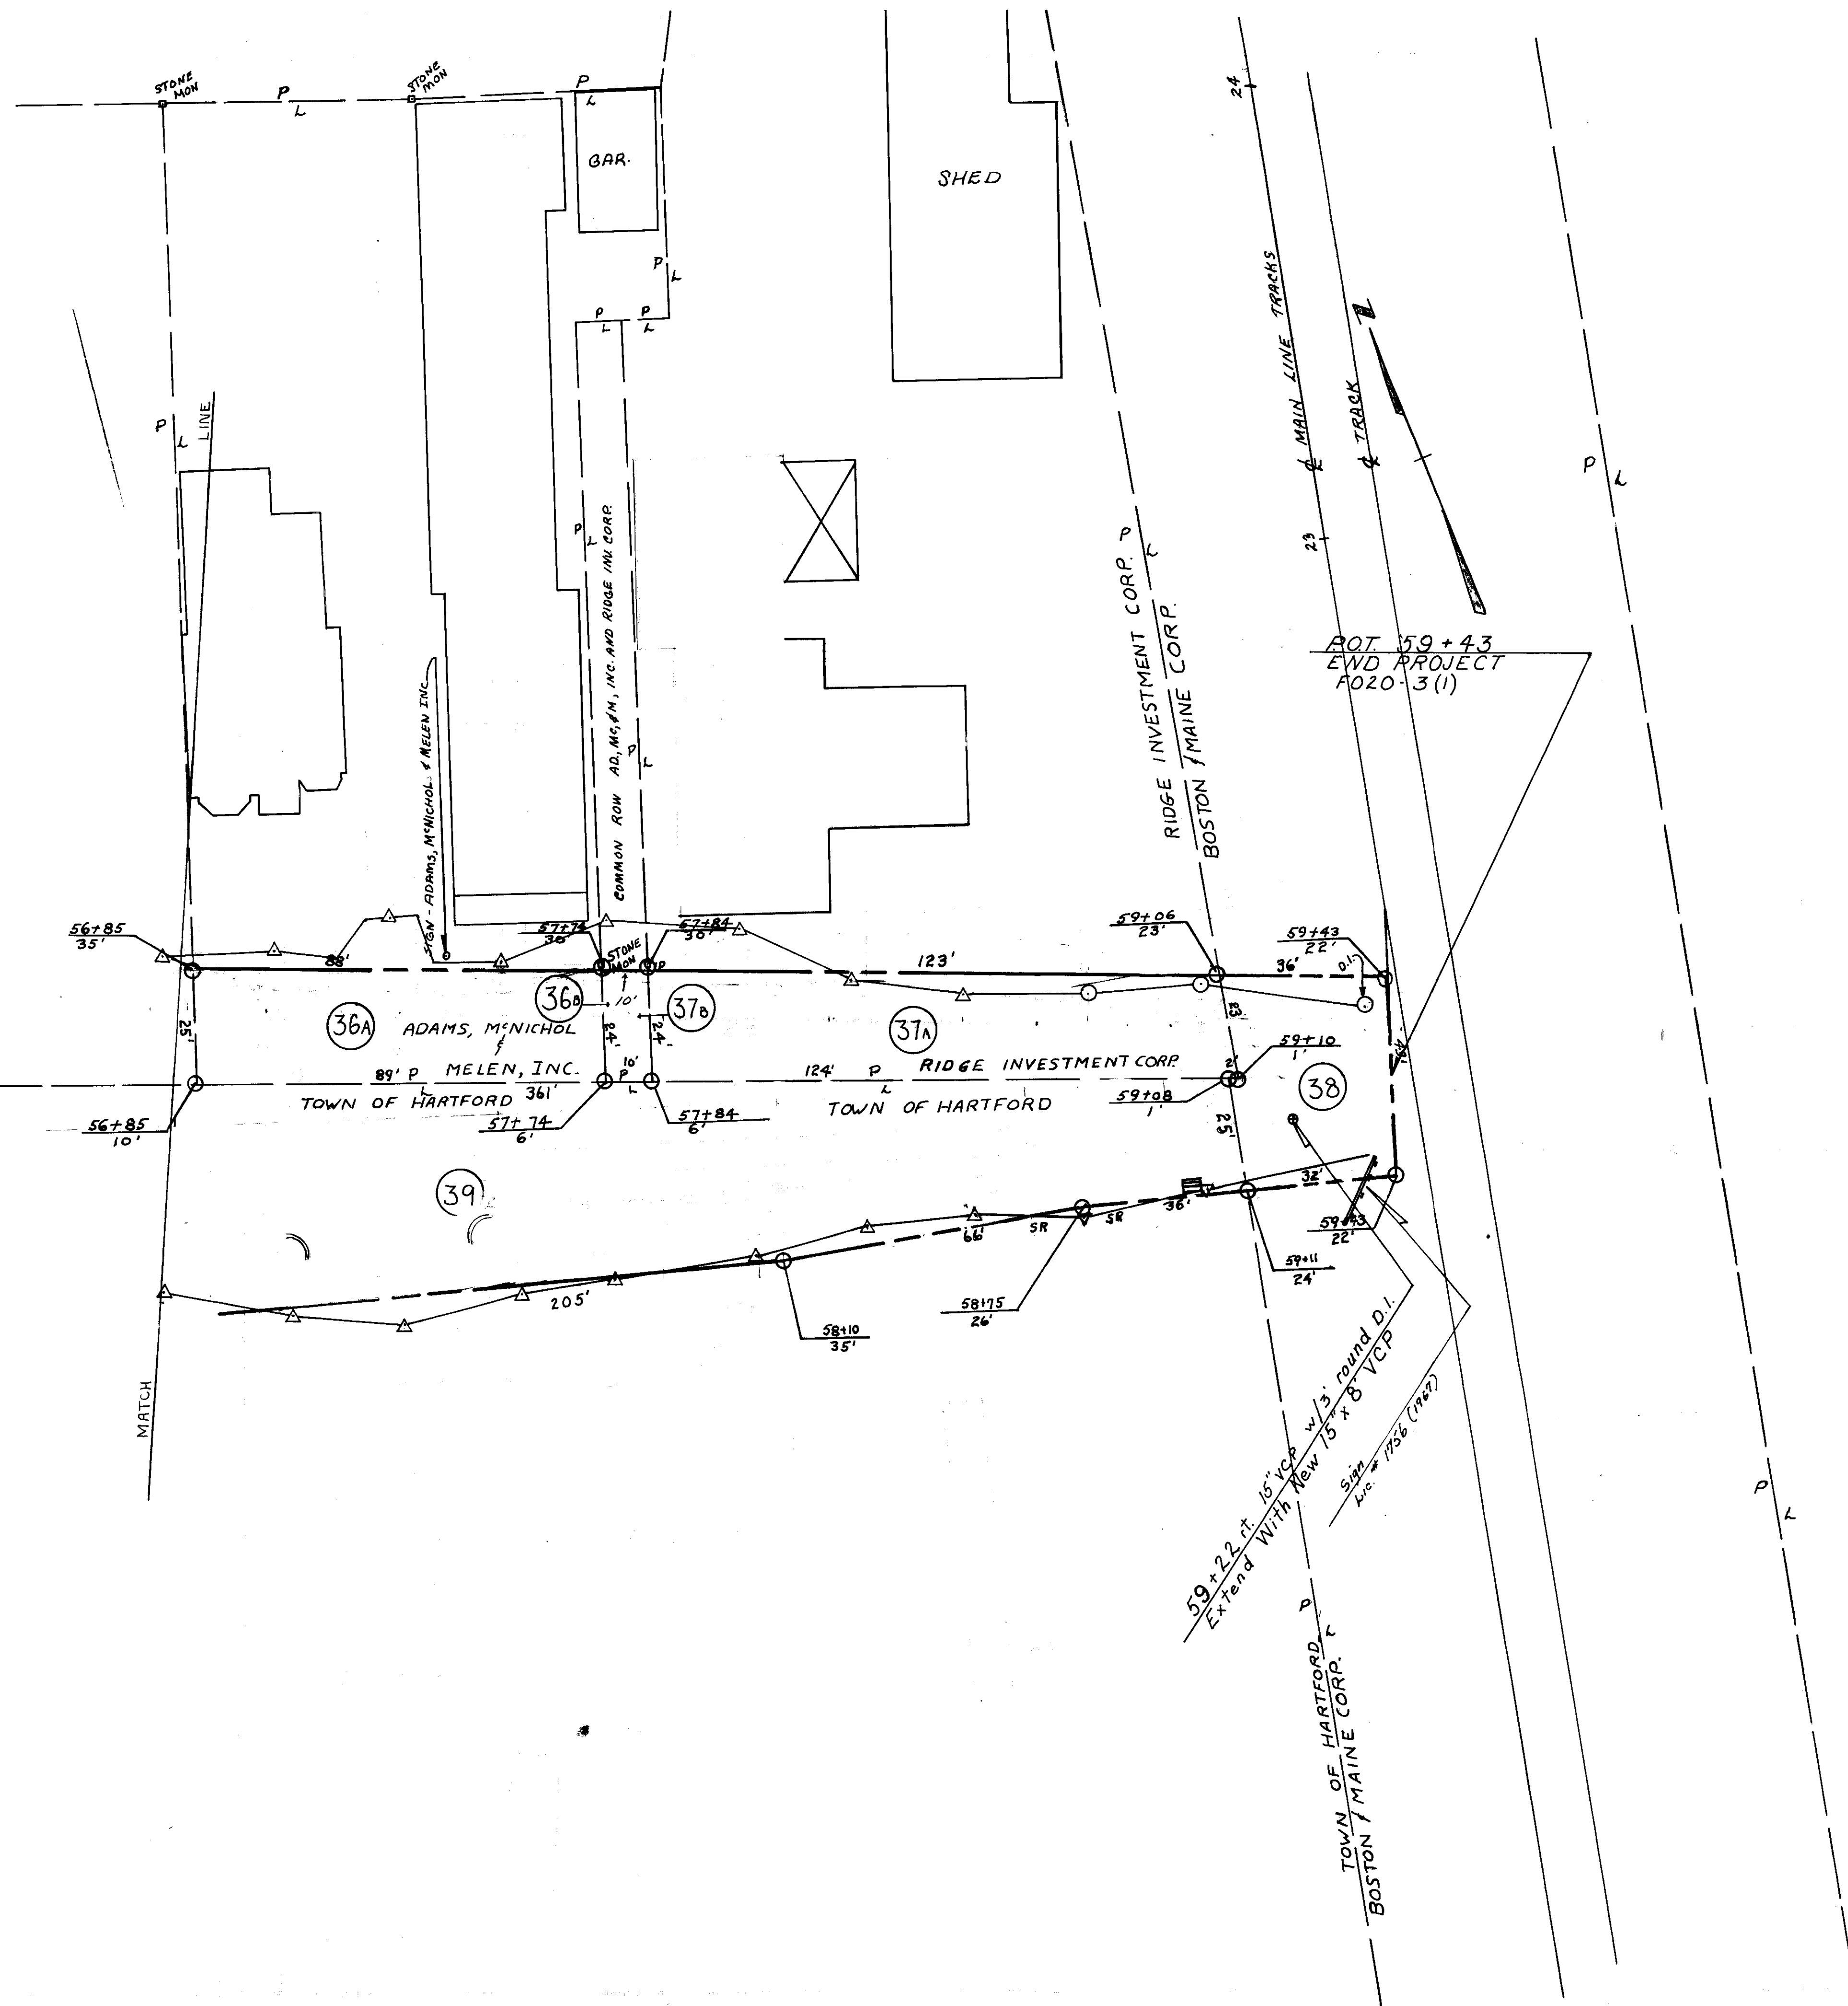 STONE
MON
P
L
STONE
MON
P
L
GAR.
SHED
24
P
L
P
L
P
L
P
L
LINE
₵ MAIN LINE TRACKS
₵ TRACK
N
P
L
23
P
L
COMMON ROW AD., Mc, & M, INC. AND RIDGE INV. CORP.
P
L
SIGN - ADAMS, McNICHOL & MELEN INC.
RIDGE INVESTMENT CORP.
P
L
BOSTON & MAINE CORP.
P.O.T. 59+43
END PROJECT
F020-3(1)
56+85
35'
88'
57+74
30'
STONE
MON
57+84
30'
123'
59+06
23'
36'
59+43
22'
D.I.
36B
10'
37B
36A
37A
25'
24'
24'
23'
ADAMS, McNICHOL
&
MELEN, INC.
89' P
L
361'
10'
P
L
124' P
L
RIDGE INVESTMENT CORP.
2'
59+10
1'
38
TOWN OF HARTFORD
TOWN OF HARTFORD
59+08
1'
56+85
10'
57+74
6'
57+84
6'
25'
39
32'
36'
66'
SR
SR
59+43
22'
59+11
24'
205'
58+10
35'
58+75
26'
MATCH
59+22 rt. 15" VCP w/3' round D.I.
Extend With New 15" x 8' VCP
Sign
Lic. # 1756 (1967)
P
L
P
L
TOWN OF HARTFORD
BOSTON & MAINE CORP.